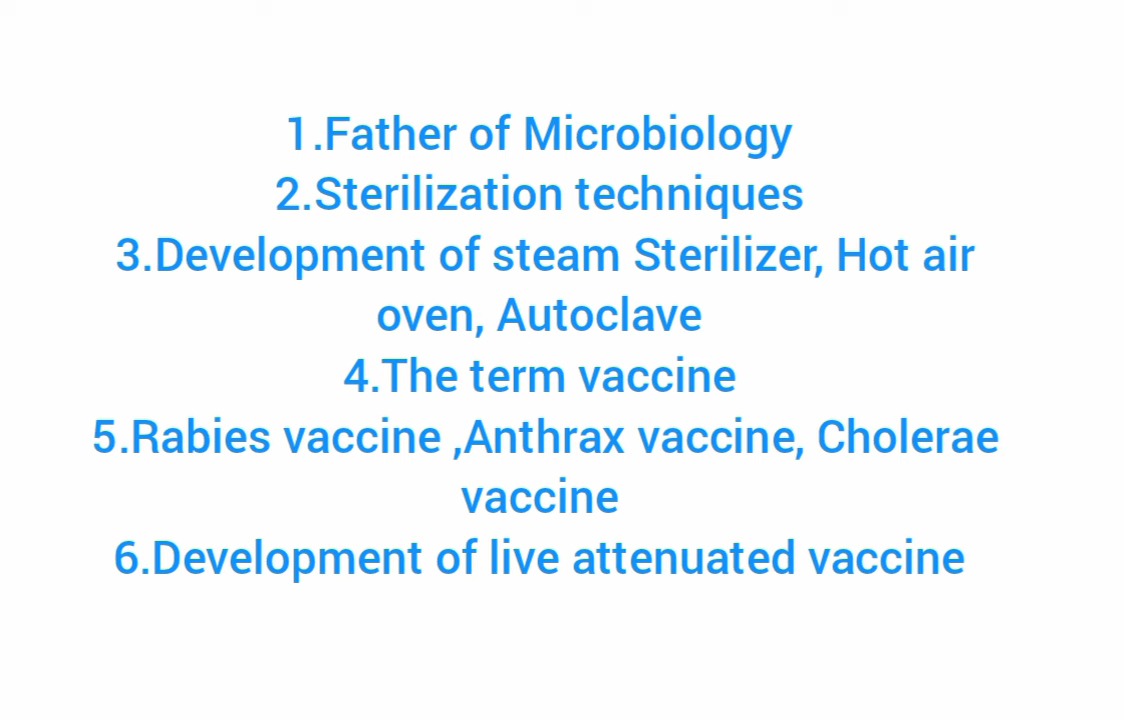 1.Father of Microbiology
2.Sterilization techniques
3.Development of steam Sterilizer, Hot air
oven, Autoclave
4.The term vaccine
5.Rabies vaccine ,Anthrax vaccine, Cholerae
vaccine
6.Development of live attenuated vaccine